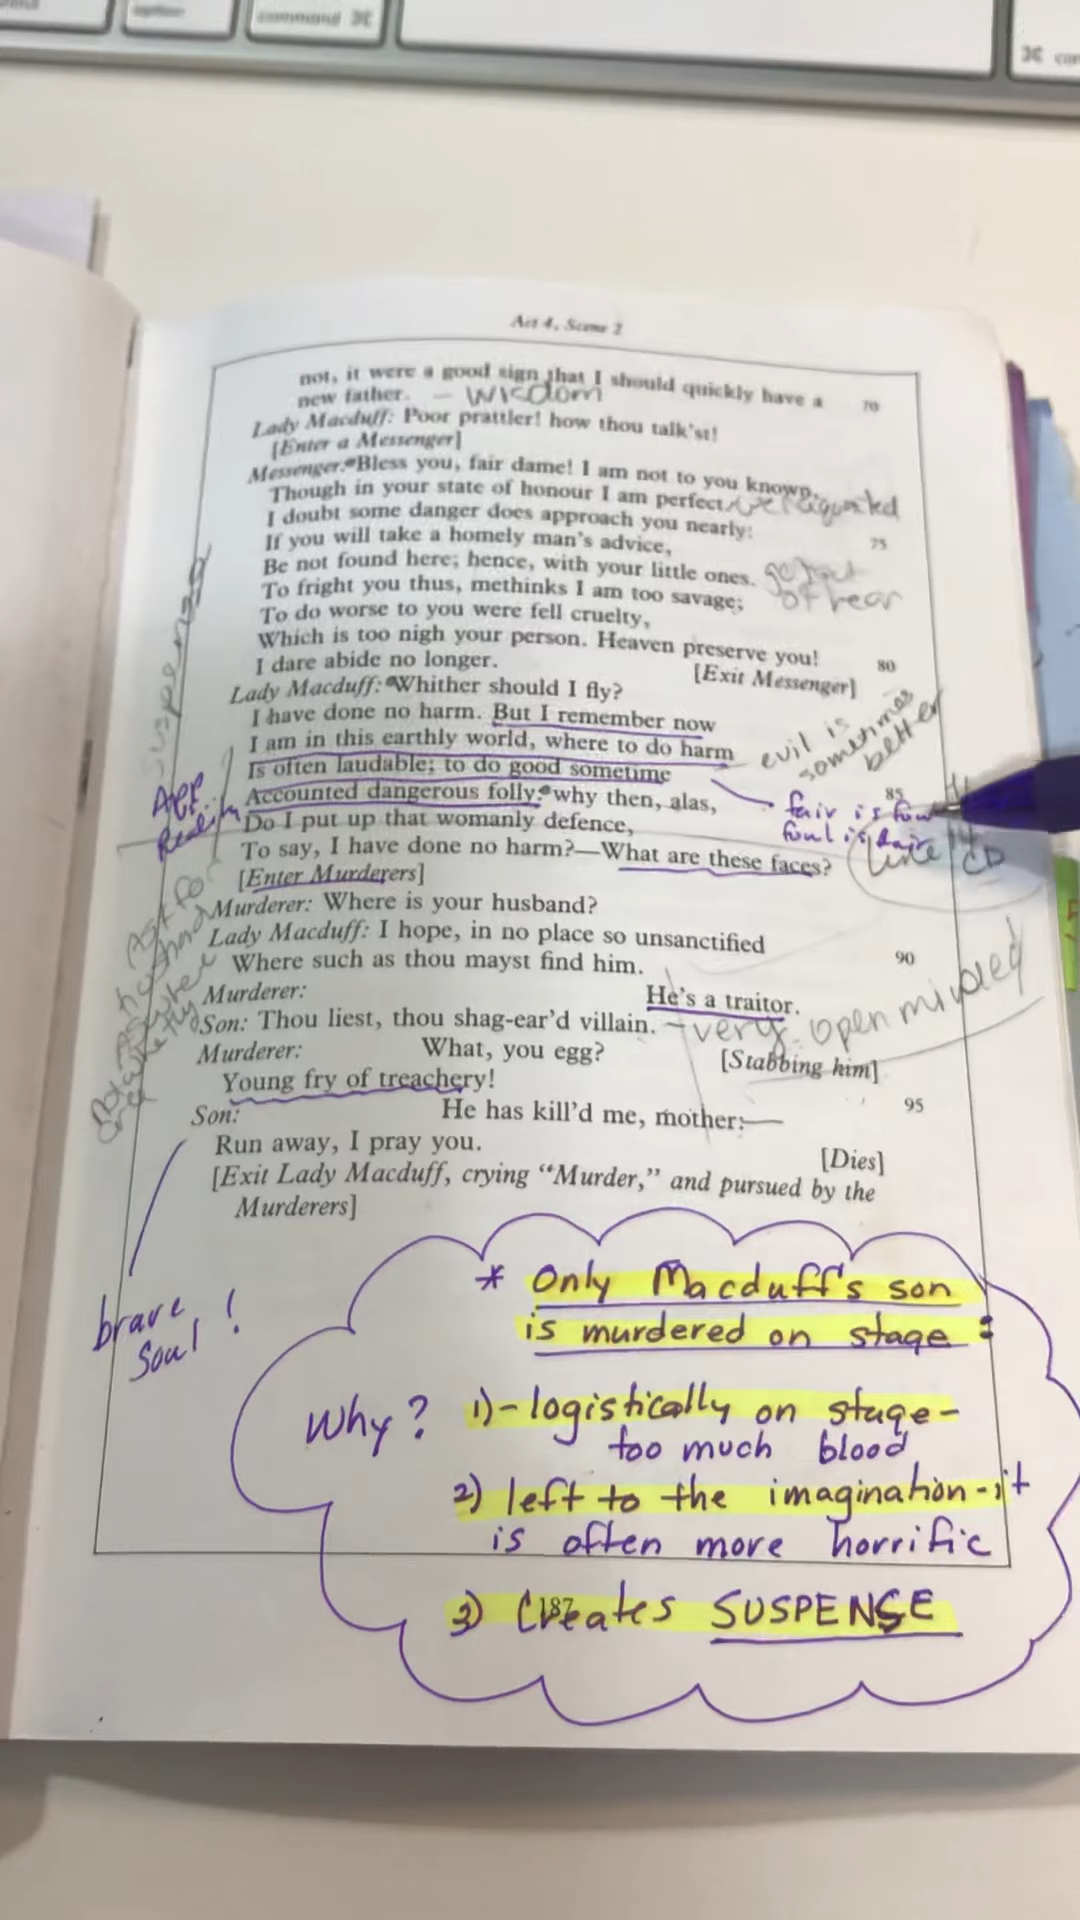 option
command ⌘
⌘
Act 4, Scene 2
not, it were a good sign that I should quickly have a
new father. - wisdom 70
Lady Macduff: Poor prattler! how thou talk'st!
[Enter a Messenger]
Messenger: Bless you, fair dame! I am not to you known,
Though in your state of honour I am perfect.
I doubt some danger does approach you nearly:
If you will take a homely man's advice, 75
Be not found here; hence, with your little ones.
To fright you thus, methinks I am too savage; of here
To do worse to you were fell cruelty,
Which is too nigh your person. Heaven preserve you!
I dare abide no longer. [Exit Messenger] 80
Lady Macduff: Whither should I fly?
I have done no harm. But I remember now
I am in this earthly world, where to do harm
Is often laudable; to do good sometime
Accounted dangerous folly: why then, alas, 85
Do I put up that womanly defence,
To say, I have done no harm?—What are these faces?
[Enter Murderers]
Murderer: Where is your husband?
Lady Macduff: I hope, in no place so unsanctified
Where such as thou mayst find him. 90
Murderer: He's a traitor.
Son: Thou liest, thou shag-ear'd villain. - very open minded
Murderer: What, you egg? [Stabbing him]
Young fry of treachery!
Son: He has kill'd me, mother:— 95
Run away, I pray you. [Dies]
[Exit Lady Macduff, crying "Murder," and pursued by the
Murderers]
suspense
App
Reality
evil is
sometimes
better
fair is
foul is fair
Ask for
husband
brave
soul!
* Only Macduff's son
is murdered on stage:
Why? 1) - logistically on stage -
too much blood
2) left to the imagination - it
is often more horrific
3) Creates SUSPENSE
187